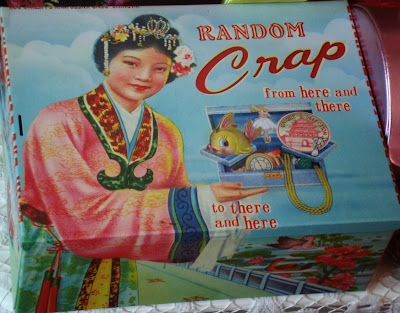 RANDOM
Crap
from here and
there
to there
and here